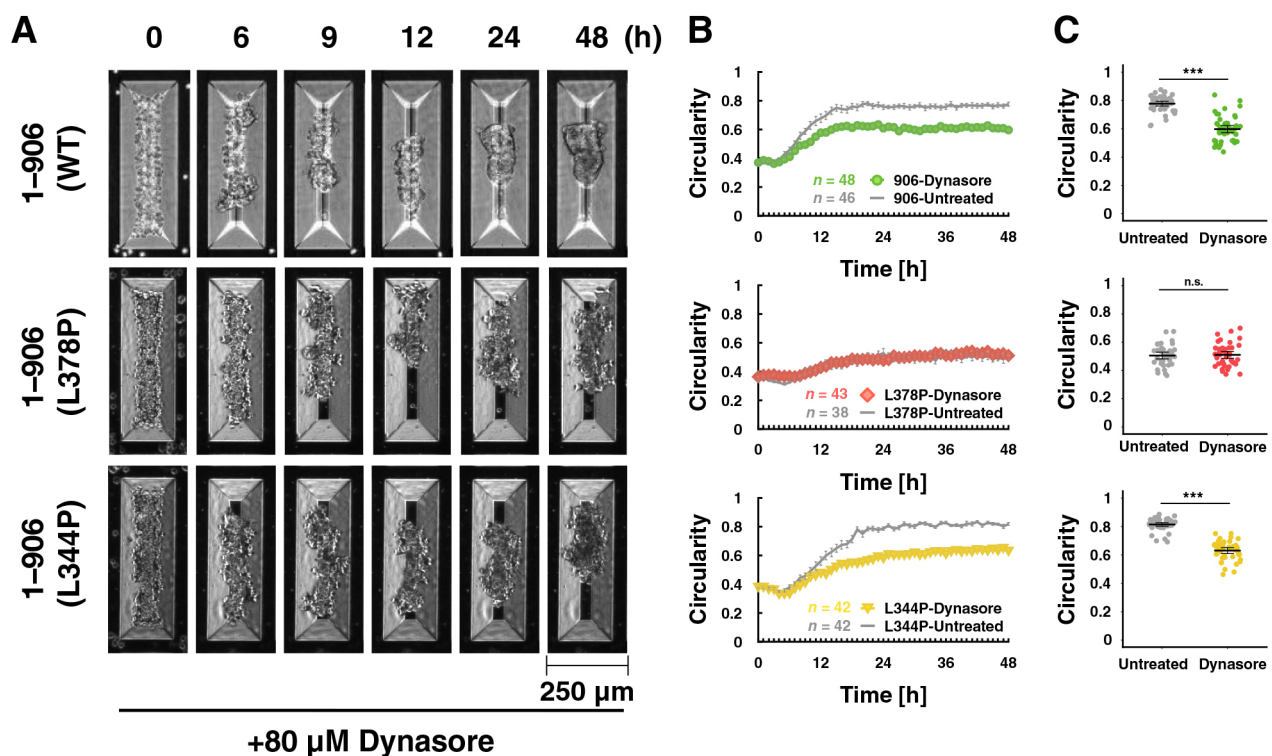 A
0 6 9 12 24 48 (h)
1–906
(WT)
1–906
(L378P)
1–906
(L344P)
250 µm
+80 µM Dynasore
B
Circularity
1
0.8
0.6
0.4
0.2
0
n = 48 906-Dynasore
n = 46 906-Untreated
0 12 24 36 48
Time [h]
Circularity
1
0.8
0.6
0.4
0.2
0
n = 43 L378P-Dynasore
n = 38 L378P-Untreated
0 12 24 36 48
Time [h]
Circularity
1
0.8
0.6
0.4
0.2
0
n = 42 L344P-Dynasore
n = 42 L344P-Untreated
0 12 24 36 48
Time [h]
C
Circularity
1
0.8
0.6
0.4
0.2
0
***
Untreated Dynasore
Circularity
1
0.8
0.6
0.4
0.2
0
n.s.
Untreated Dynasore
Circularity
1
0.8
0.6
0.4
0.2
0
***
Untreated Dynasore